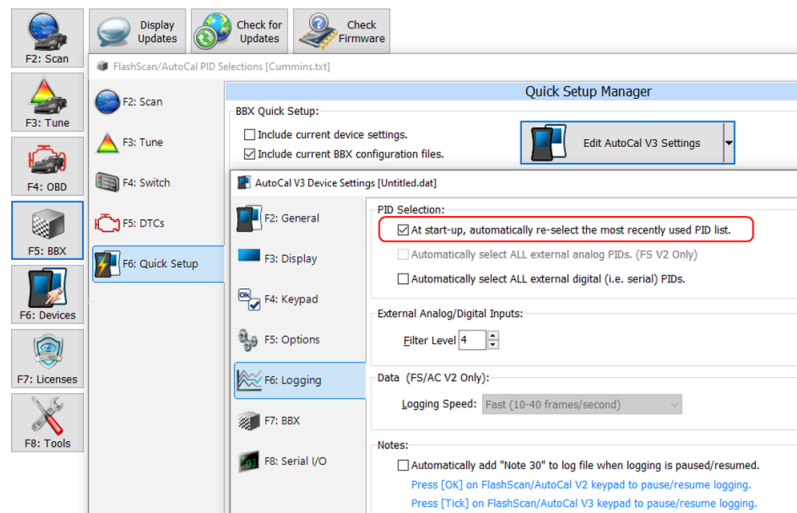 F2: Scan
F3: Tune
F4: OBD
F5: BBX
F6: Devices
F7: Licenses
F8: Tools
Display
Updates
Check for
Updates
Check
Firmware
FlashScan/AutoCal PID Selections [Cummins.txt]
F2: Scan
F3: Tune
F4: Switch
F5: DTCs
F6: Quick Setup
Quick Setup Manager
BBX Quick Setup:
Include current device settings.
Include current BBX configuration files.
Edit AutoCal V3 Settings
AutoCal V3 Device Settings [Untitled.dat]
F2: General
F3: Display
Ok
F4: Keypad
F5: Options
F6: Logging
F7: BBX
F8: Serial I/O
PID Selection:
At start-up, automatically re-select the most recently used PID list.
Automatically select ALL external analog PIDs. (FS V2 Only)
Automatically select ALL external digital (i.e. serial) PIDs.
External Analog/Digital Inputs:
Filter Level 4
Data (FS/AC V2 Only):
Logging Speed: Fast (10-40 frames/second)
Notes:
Automatically add "Note 30" to log file when logging is paused/resumed.
Press [OK] on FlashScan/AutoCal V2 keypad to pause/resume logging.
Press [Tick] on FlashScan/AutoCal V3 keypad to pause/resume logging.